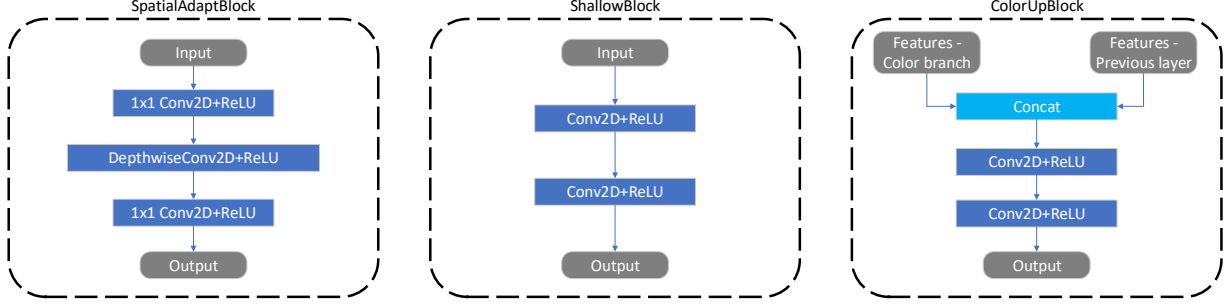 SpatialAdaptBlock
Input
1x1 Conv2D+ReLU
DepthwiseConv2D+ReLU
1x1 Conv2D+ReLU
Output
ShallowBlock
Input
Conv2D+ReLU
Conv2D+ReLU
Output
ColorUpBlock
Features -
Color branch
Features -
Previous layer
Concat
Conv2D+ReLU
Conv2D+ReLU
Output